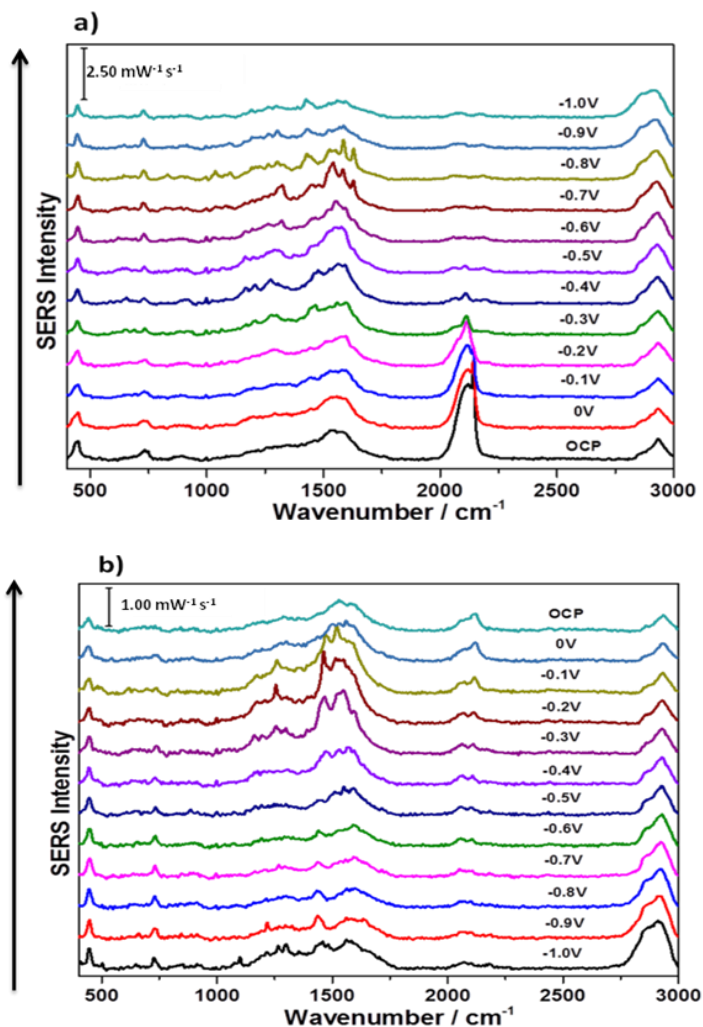 a)
2.50 mW⁻¹ s⁻¹
-1.0V
-0.9V
-0.8V
-0.7V
-0.6V
-0.5V
-0.4V
-0.3V
-0.2V
-0.1V
0V
OCP
SERS Intensity
500 1000 1500 2000 2500 3000
Wavenumber / cm⁻¹
b)
1.00 mW⁻¹ s⁻¹
OCP
0V
-0.1V
-0.2V
-0.3V
-0.4V
-0.5V
-0.6V
-0.7V
-0.8V
-0.9V
-1.0V
SERS Intensity
500 1000 1500 2000 2500 3000
Wavenumber / cm⁻¹